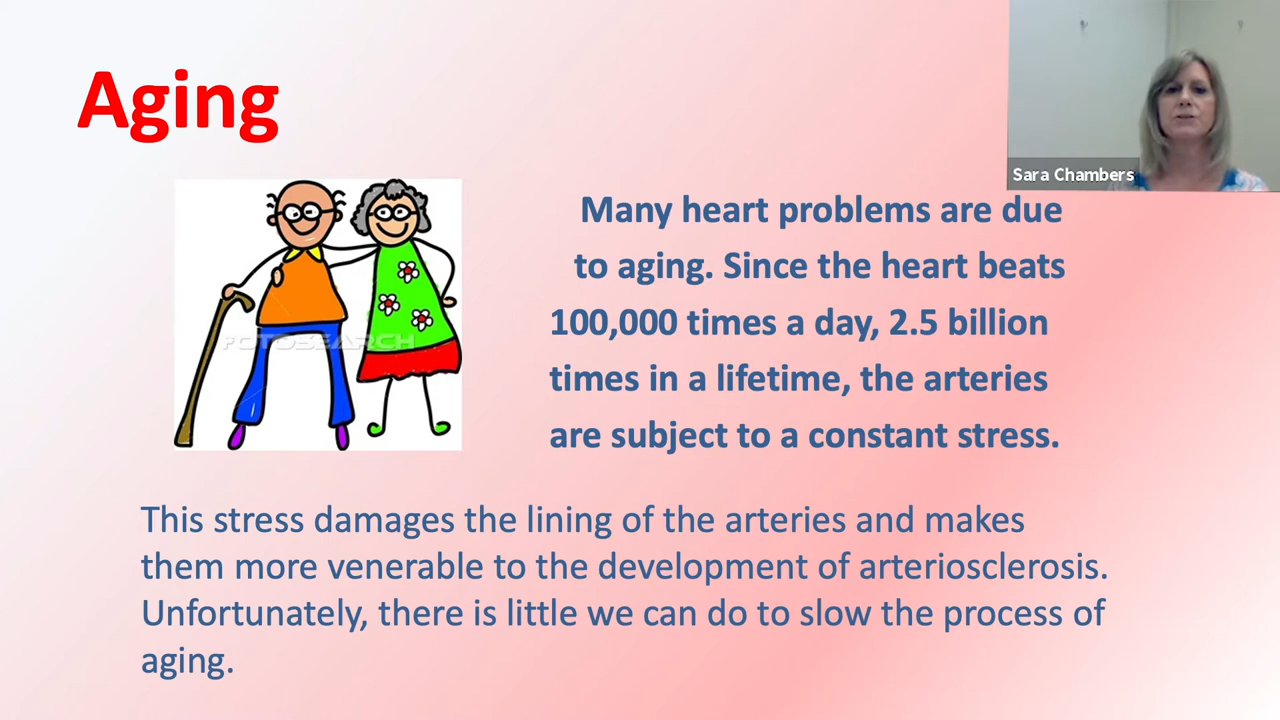 Aging
Sara Chambers
Many heart problems are due
to aging. Since the heart beats
100,000 times a day, 2.5 billion
times in a lifetime, the arteries
are subject to a constant stress.
FOTOSEARCH
This stress damages the lining of the arteries and makes
them more venerable to the development of arteriosclerosis.
Unfortunately, there is little we can do to slow the process of
aging.